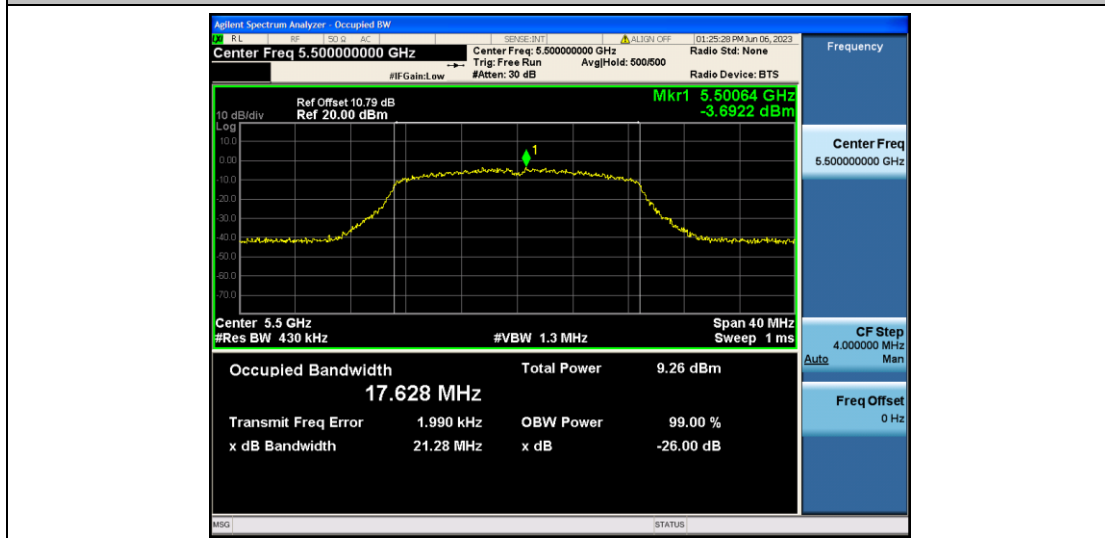 Agilent Spectrum Analyzer - Occupied BW
RL RF 50 Ω AC SENSE:INT ALIGN OFF 01:25:28 PM Jun 06, 2023
Center Freq 5.500000000 GHz
Center Freq: 5.500000000 GHz
Radio Std: None
Trig: Free Run Avg|Hold: 500/500
#IFGain:Low #Atten: 30 dB Radio Device: BTS
Ref Offset 10.79 dB
Ref 20.00 dBm
10 dB/div
Log
Mkr1 5.50064 GHz
-3.6922 dBm
10.0
0.00
-10.0
-20.0
-30.0
-40.0
-50.0
-60.0
-70.0
1
Center 5.5 GHz Span 40 MHz
#Res BW 430 kHz #VBW 1.3 MHz Sweep 1 ms
Occupied Bandwidth Total Power 9.26 dBm
17.628 MHz
Transmit Freq Error 1.990 kHz OBW Power 99.00 %
x dB Bandwidth 21.28 MHz x dB -26.00 dB
MSG STATUS
Frequency
Center Freq
5.500000000 GHz
CF Step
4.000000 MHz
Auto Man
Freq Offset
0 Hz